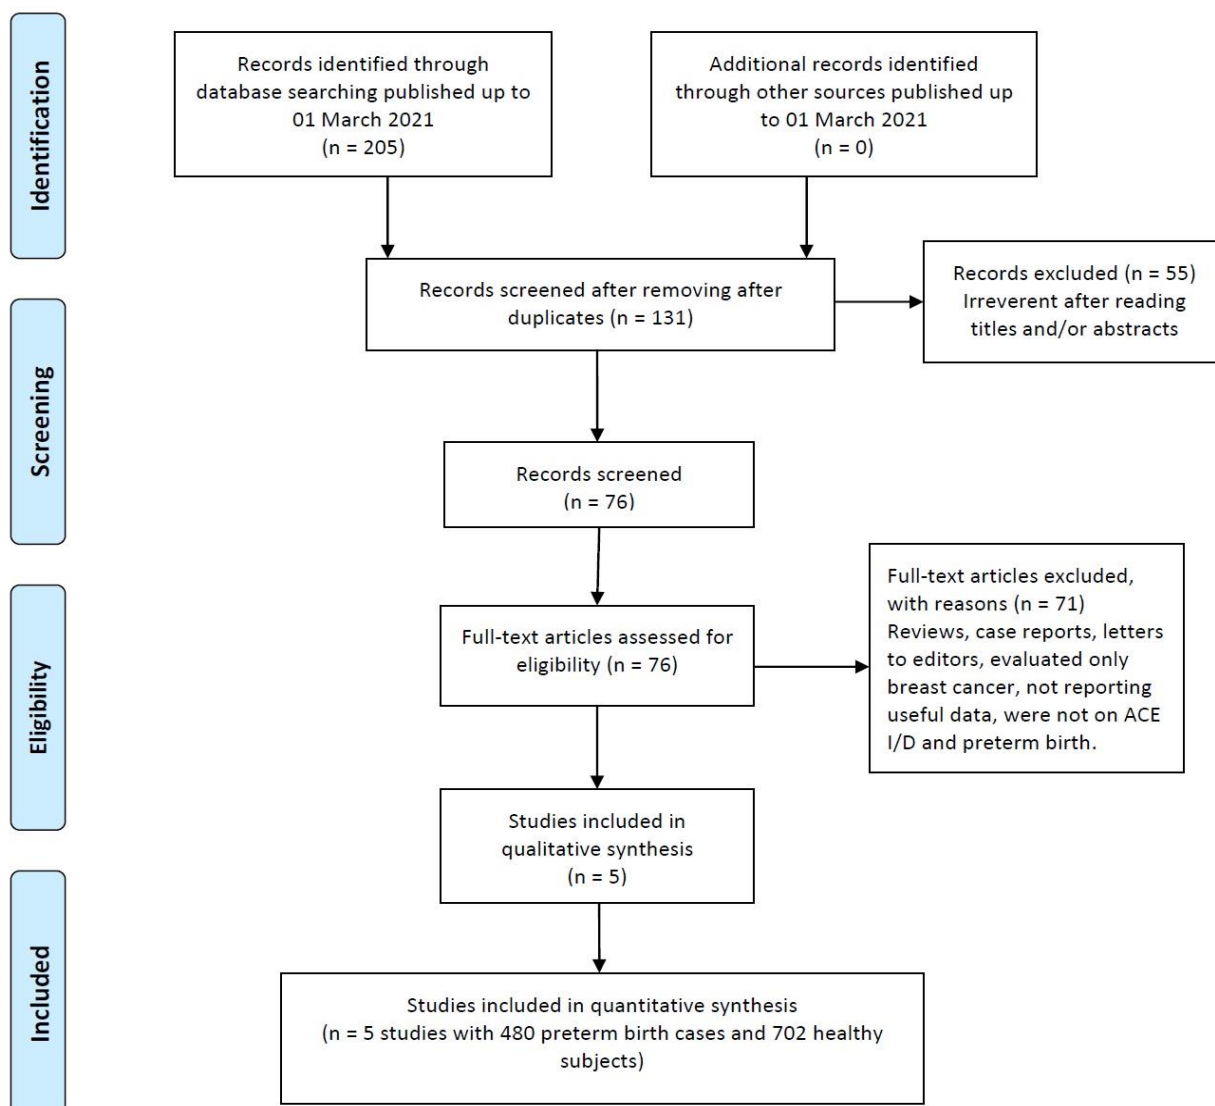 Identification
Records identified through
database searching published up to
01 March 2021
(n = 205)
Additional records identified
through other sources published up
to 01 March 2021
(n = 0)
Records screened after removing after
duplicates (n = 131)
Records excluded (n = 55)
Irreverent after reading
titles and/or abstracts
Screening
Records screened
(n = 76)
Eligibility
Full-text articles assessed for
eligibility (n = 76)
Full-text articles excluded,
with reasons (n = 71)
Reviews, case reports, letters
to editors, evaluated only
breast cancer, not reporting
useful data, were not on ACE
I/D and preterm birth.
Studies included in
qualitative synthesis
(n = 5)
Included
Studies included in quantitative synthesis
(n = 5 studies with 480 preterm birth cases and 702 healthy
subjects)